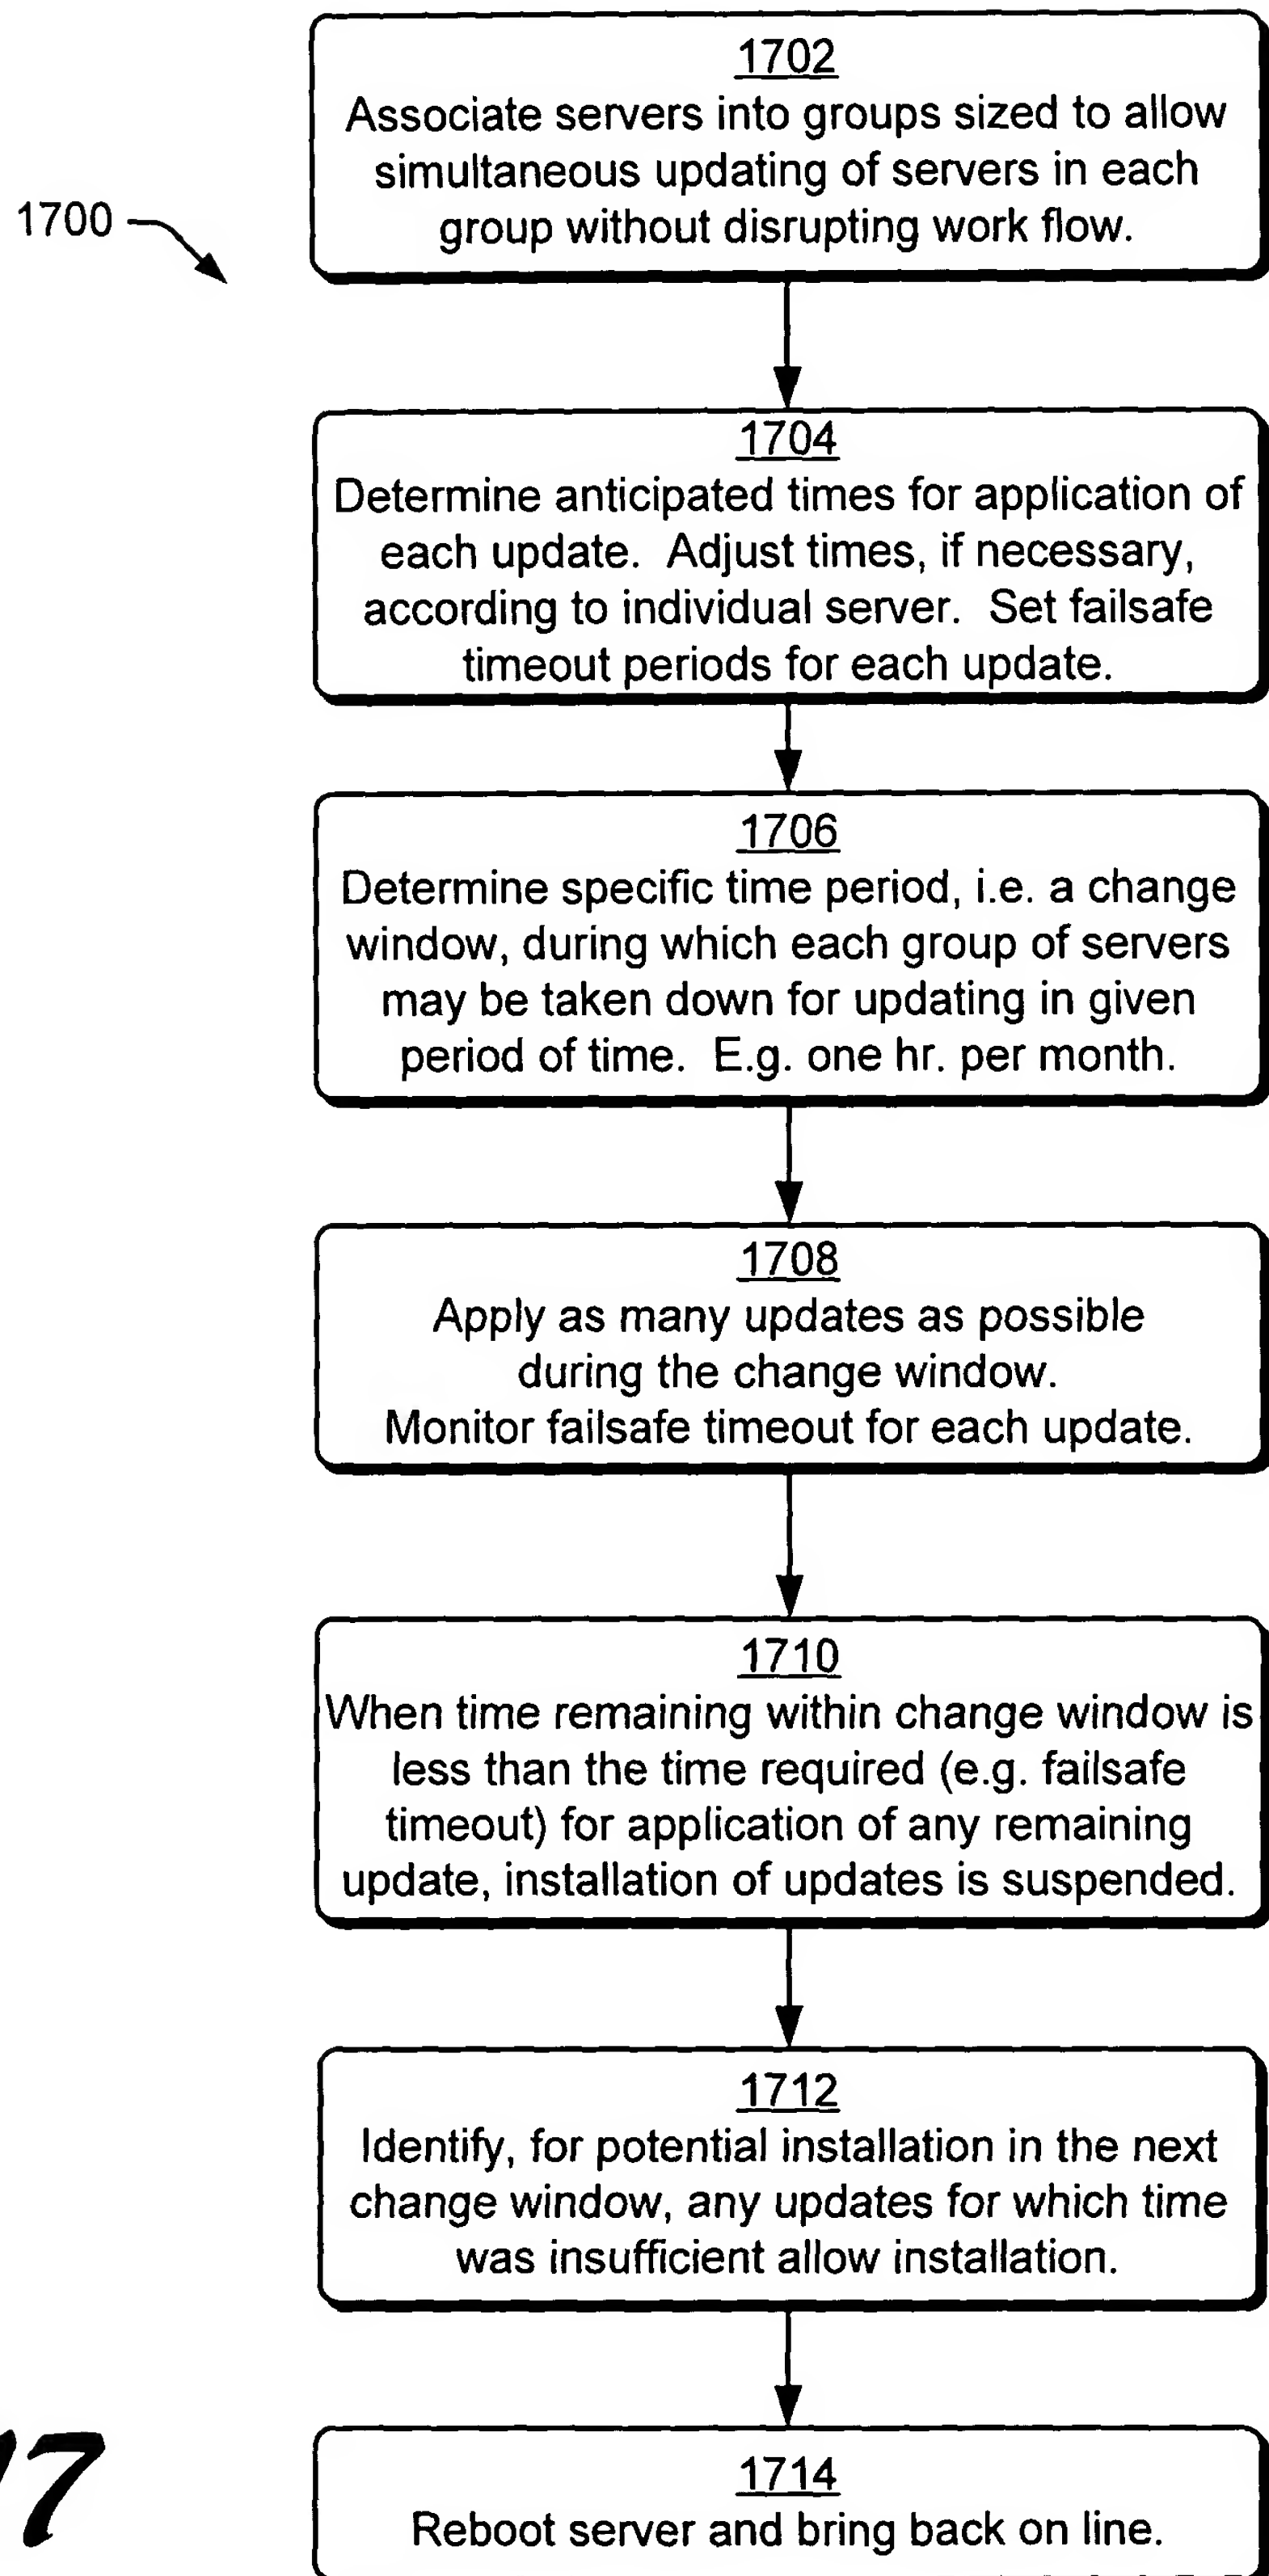 1702
Associate servers into groups sized to allow
simultaneous updating of servers in each
group without disrupting work flow.
1700
1704
Determine anticipated times for application of
each update. Adjust times, if necessary,
according to individual server. Set failsafe
timeout periods for each update.
1706
Determine specific time period, i.e. a change
window, during which each group of servers
may be taken down for updating in given
period of time. E.g. one hr. per month.
1708
Apply as many updates as possible
during the change window.
Monitor failsafe timeout for each update.
1710
When time remaining within change window is
less than the time required (e.g. failsafe
timeout) for application of any remaining
update, installation of updates is suspended.
1712
Identify, for potential installation in the next
change window, any updates for which time
was insufficient allow installation.
1714
Reboot server and bring back on line.
17